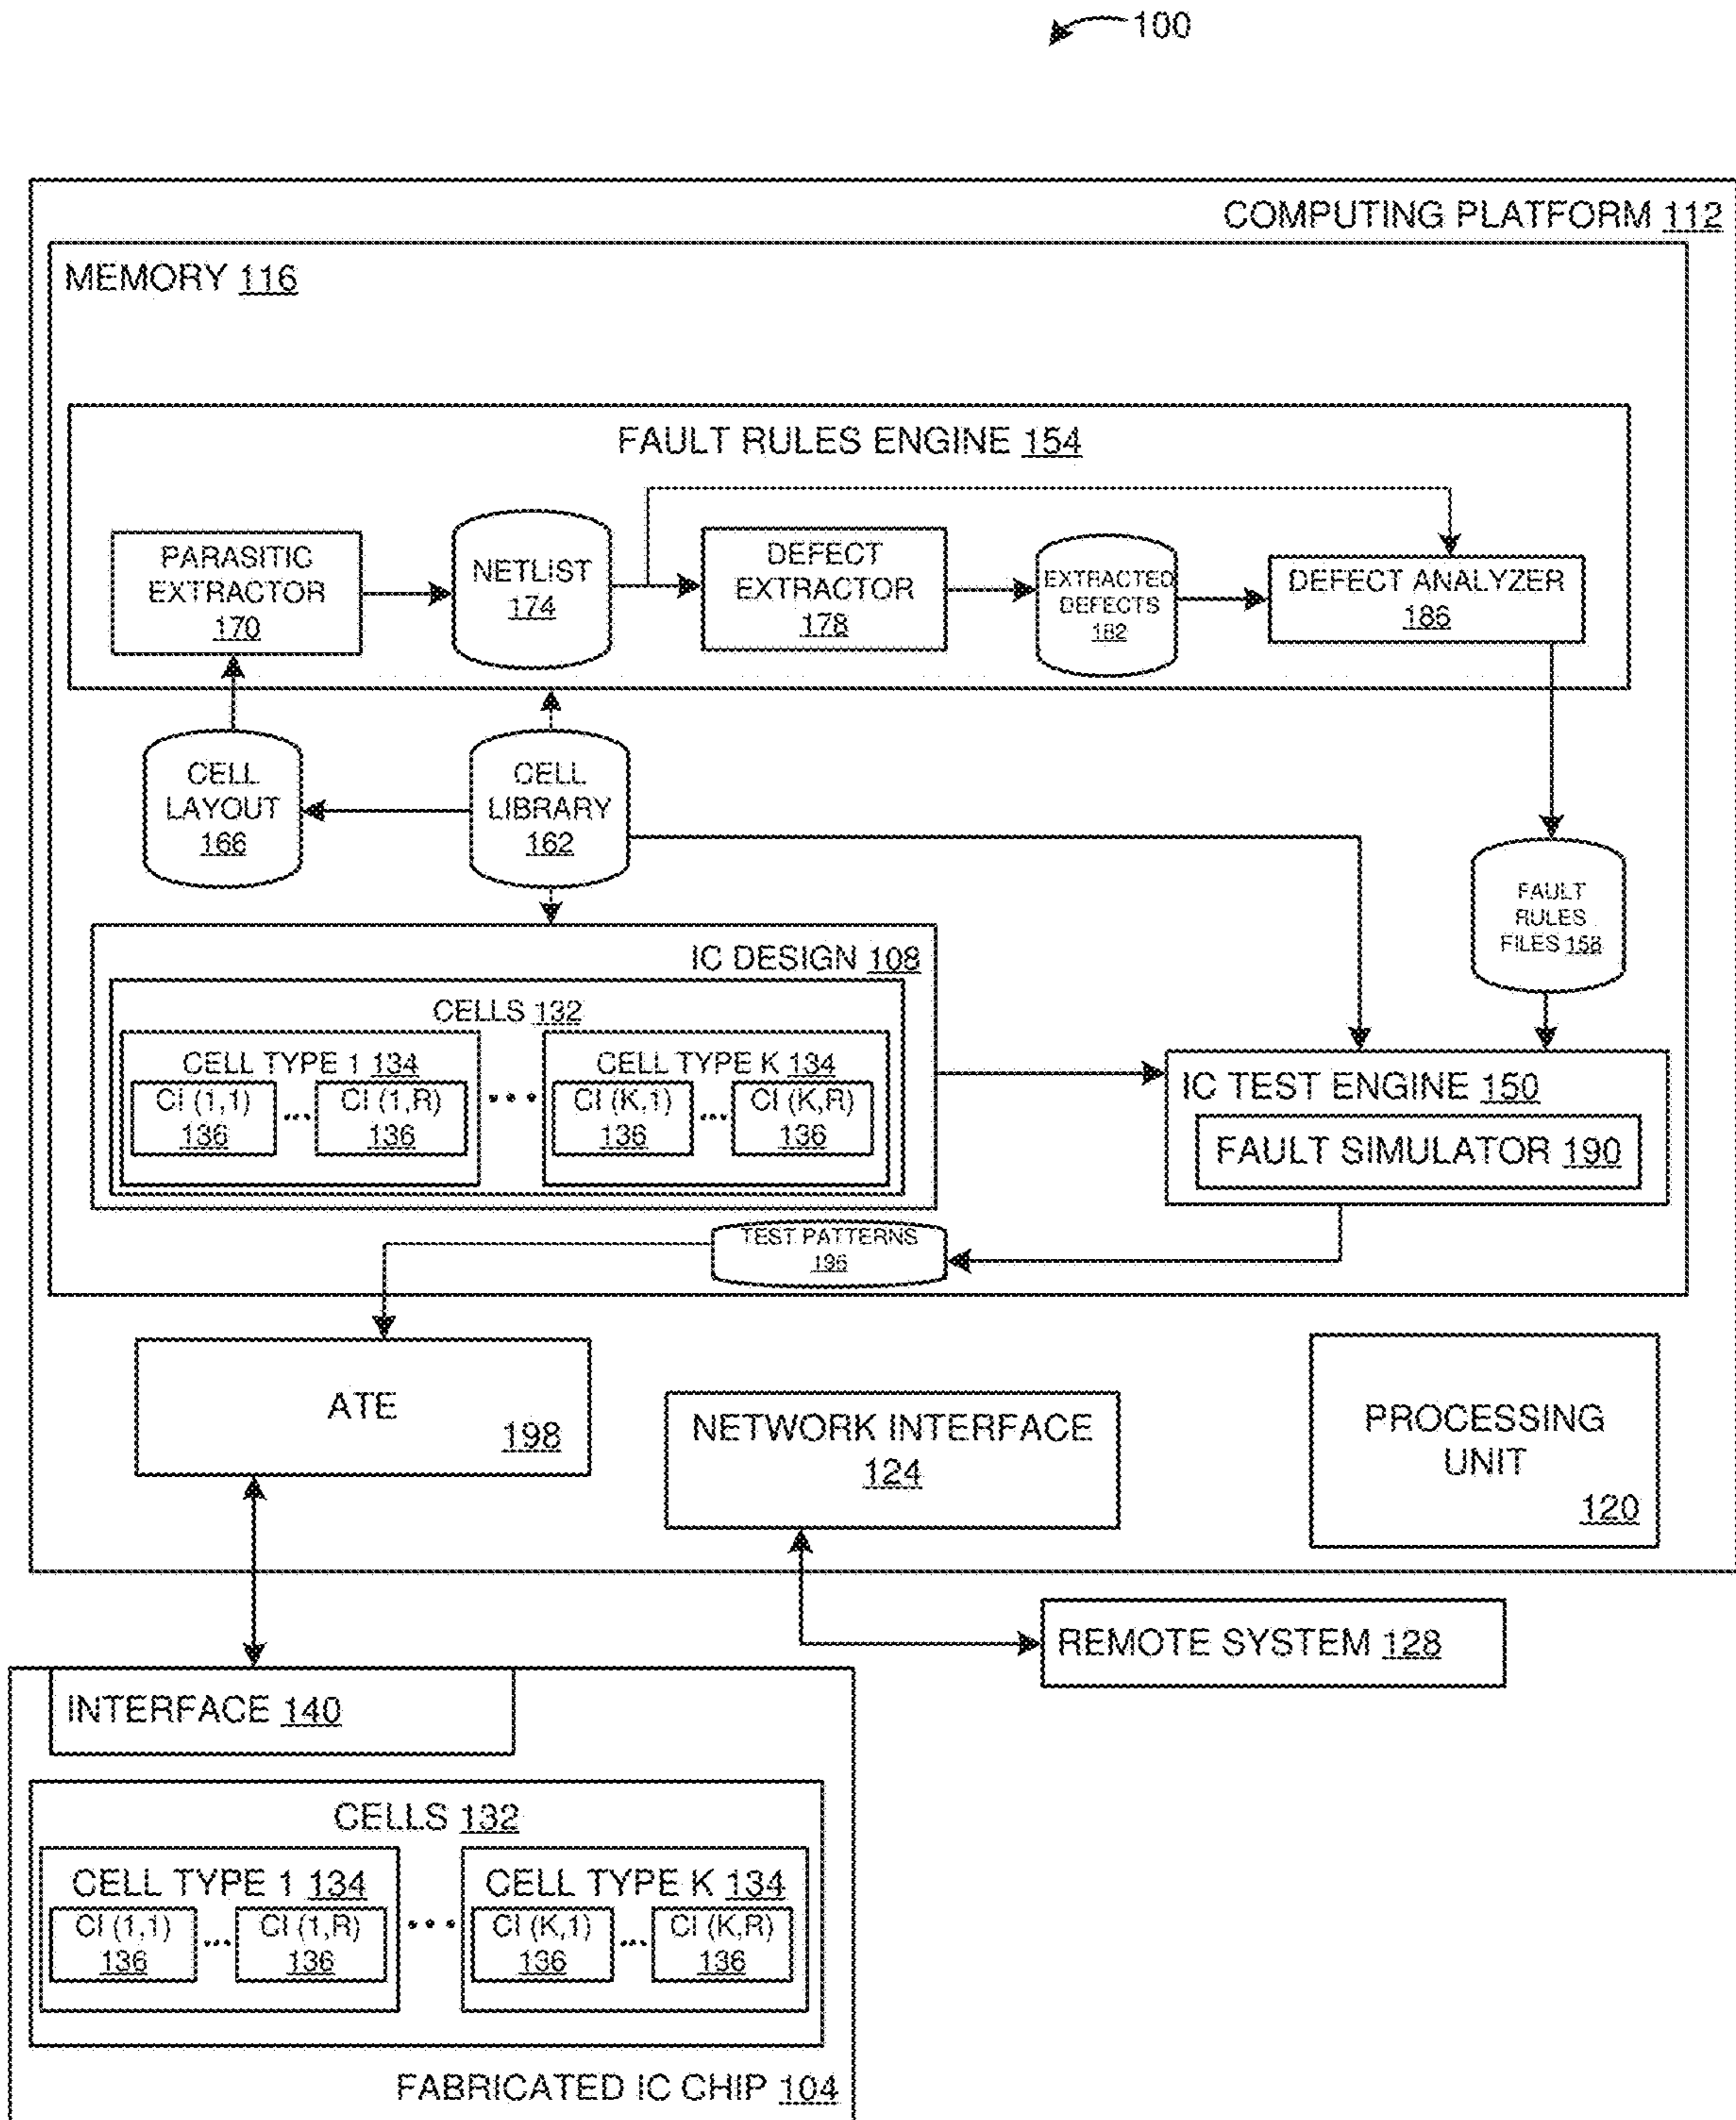 100
COMPUTING PLATFORM 112
MEMORY 116
FAULT RULES ENGINE 154
PARASITIC
EXTRACTOR
170
NETLIST
174
DEFECT
EXTRACTOR
178
EXTRACTED
DEFECTS
182
DEFECT ANALYZER
186
CELL
LAYOUT
166
CELL
LIBRARY
162
FAULT
RULES
FILES 158
IC DESIGN 108
CELLS 132
CELL TYPE 1 134
CI (1,1)
136
...
CI (1,R)
136
...
CELL TYPE K 134
CI (K,1)
136
...
CI (K,R)
136
IC TEST ENGINE 150
FAULT SIMULATOR 190
TEST PATTERNS
196
ATE
198
NETWORK INTERFACE
124
PROCESSING
UNIT
120
REMOTE SYSTEM 128
INTERFACE 140
CELLS 132
CELL TYPE 1 134
CI (1,1)
136
...
CI (1,R)
136
...
CELL TYPE K 134
CI (K,1)
136
...
CI (K,R)
136
FABRICATED IC CHIP 104